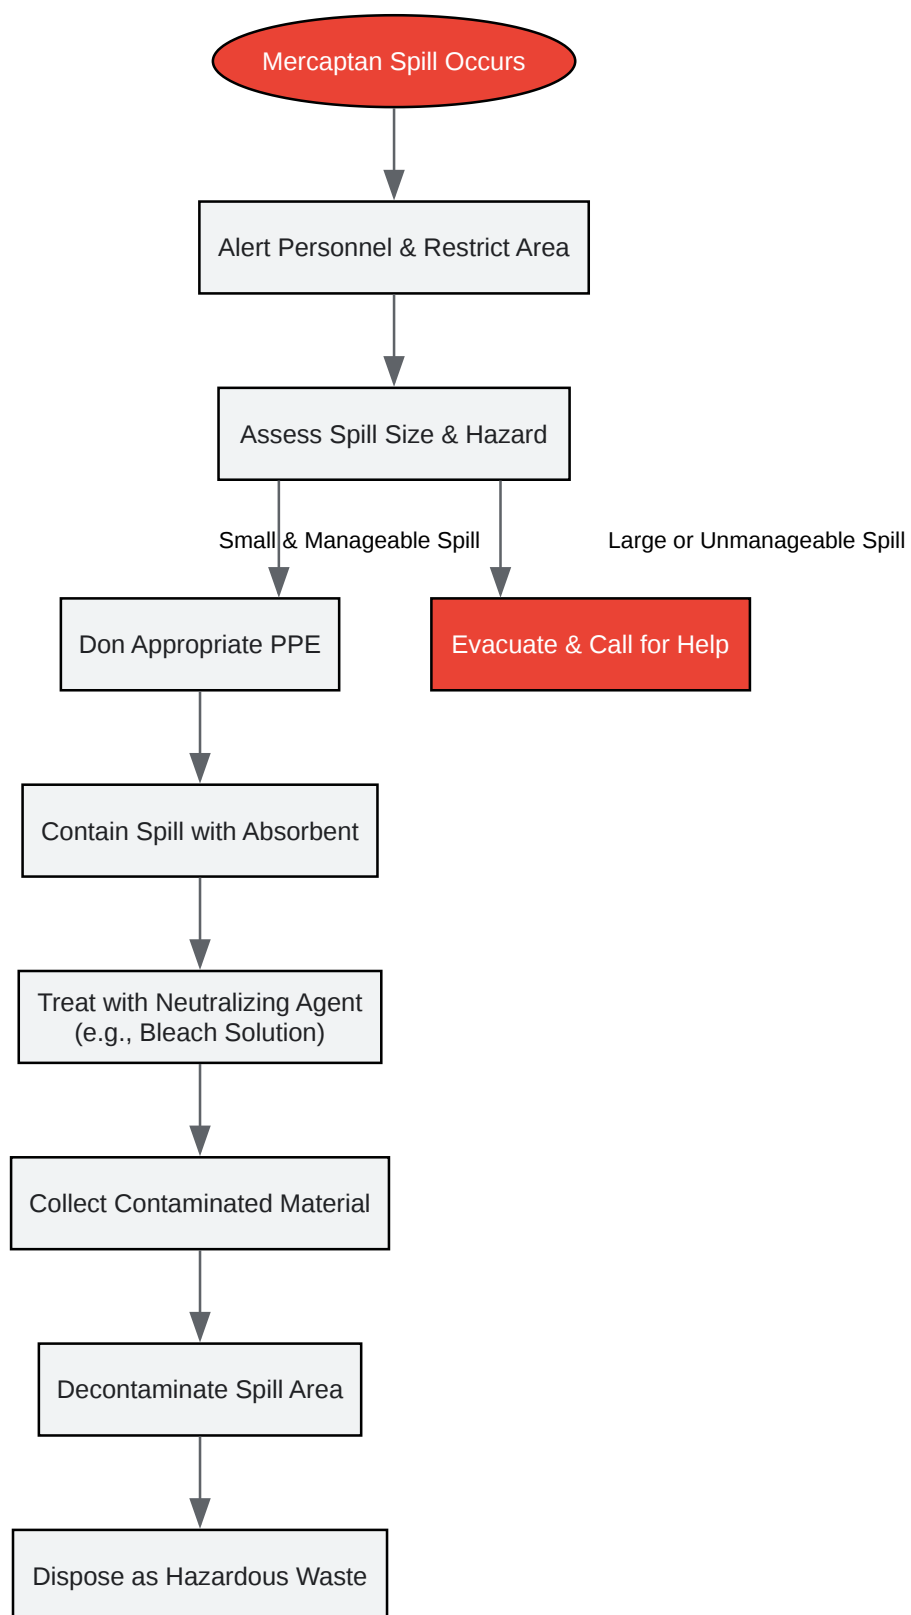 Mercaptan Spill Occurs
Alert Personnel & Restrict Area
Assess Spill Size & Hazard
Small & Manageable Spill
Large or Unmanageable Spill
Don Appropriate PPE
Evacuate & Call for Help
Contain Spill with Absorbent
Treat with Neutralizing Agent
(e.g., Bleach Solution)
Collect Contaminated Material
Decontaminate Spill Area
Dispose as Hazardous Waste